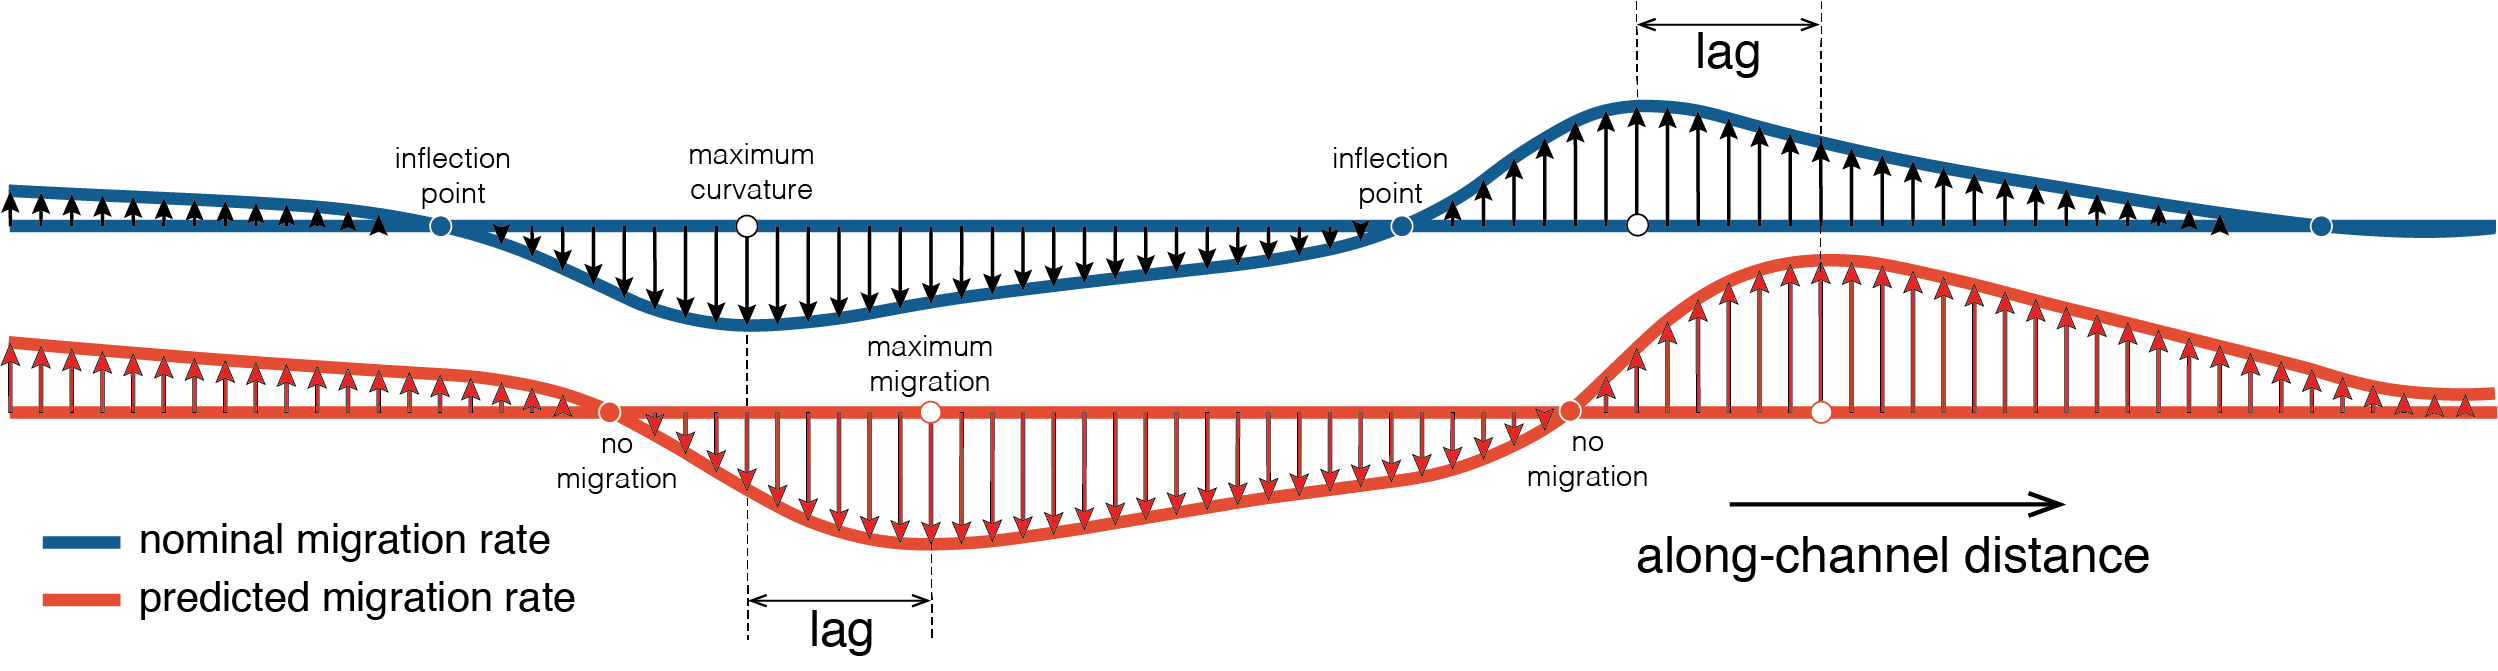 lag
inflection
point
maximum
curvature
inflection
point
maximum
migration
no
migration
no
migration
nominal migration rate
predicted migration rate
along-channel distance
lag